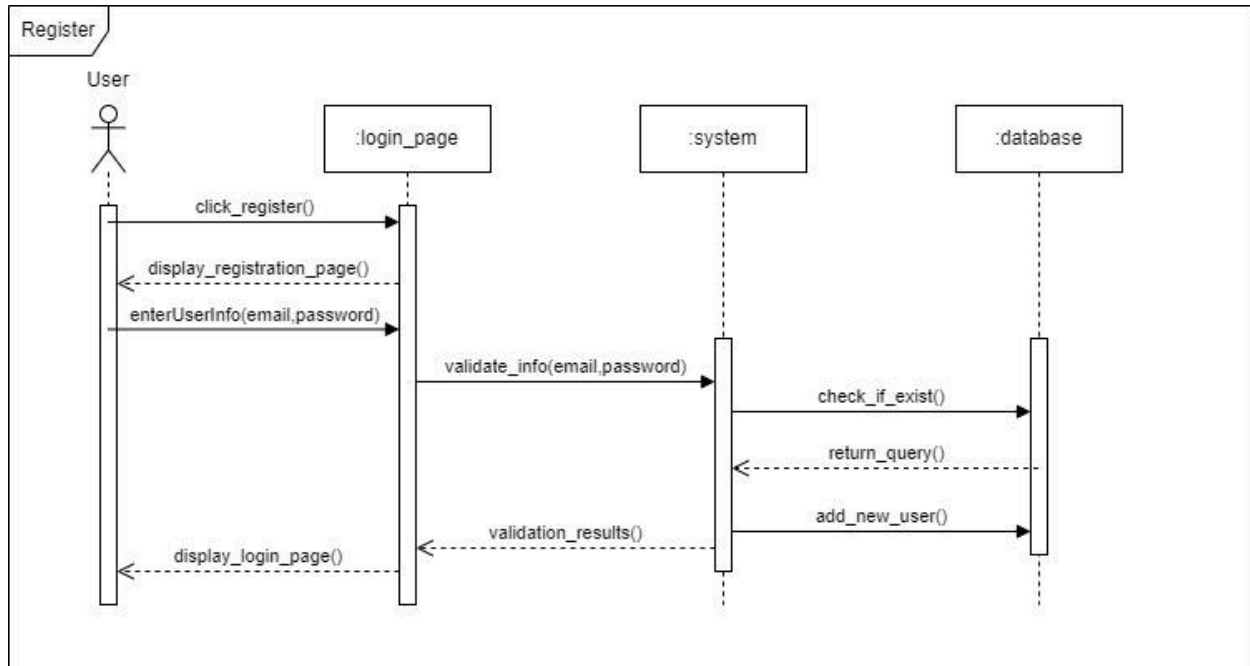 Register
User
:login_page
:system
:database
click_register()
display_registration_page()
enterUserInfo(email,password)
validate_info(email,password)
check_if_exist()
return_query()
add_new_user()
validation_results()
display_login_page()